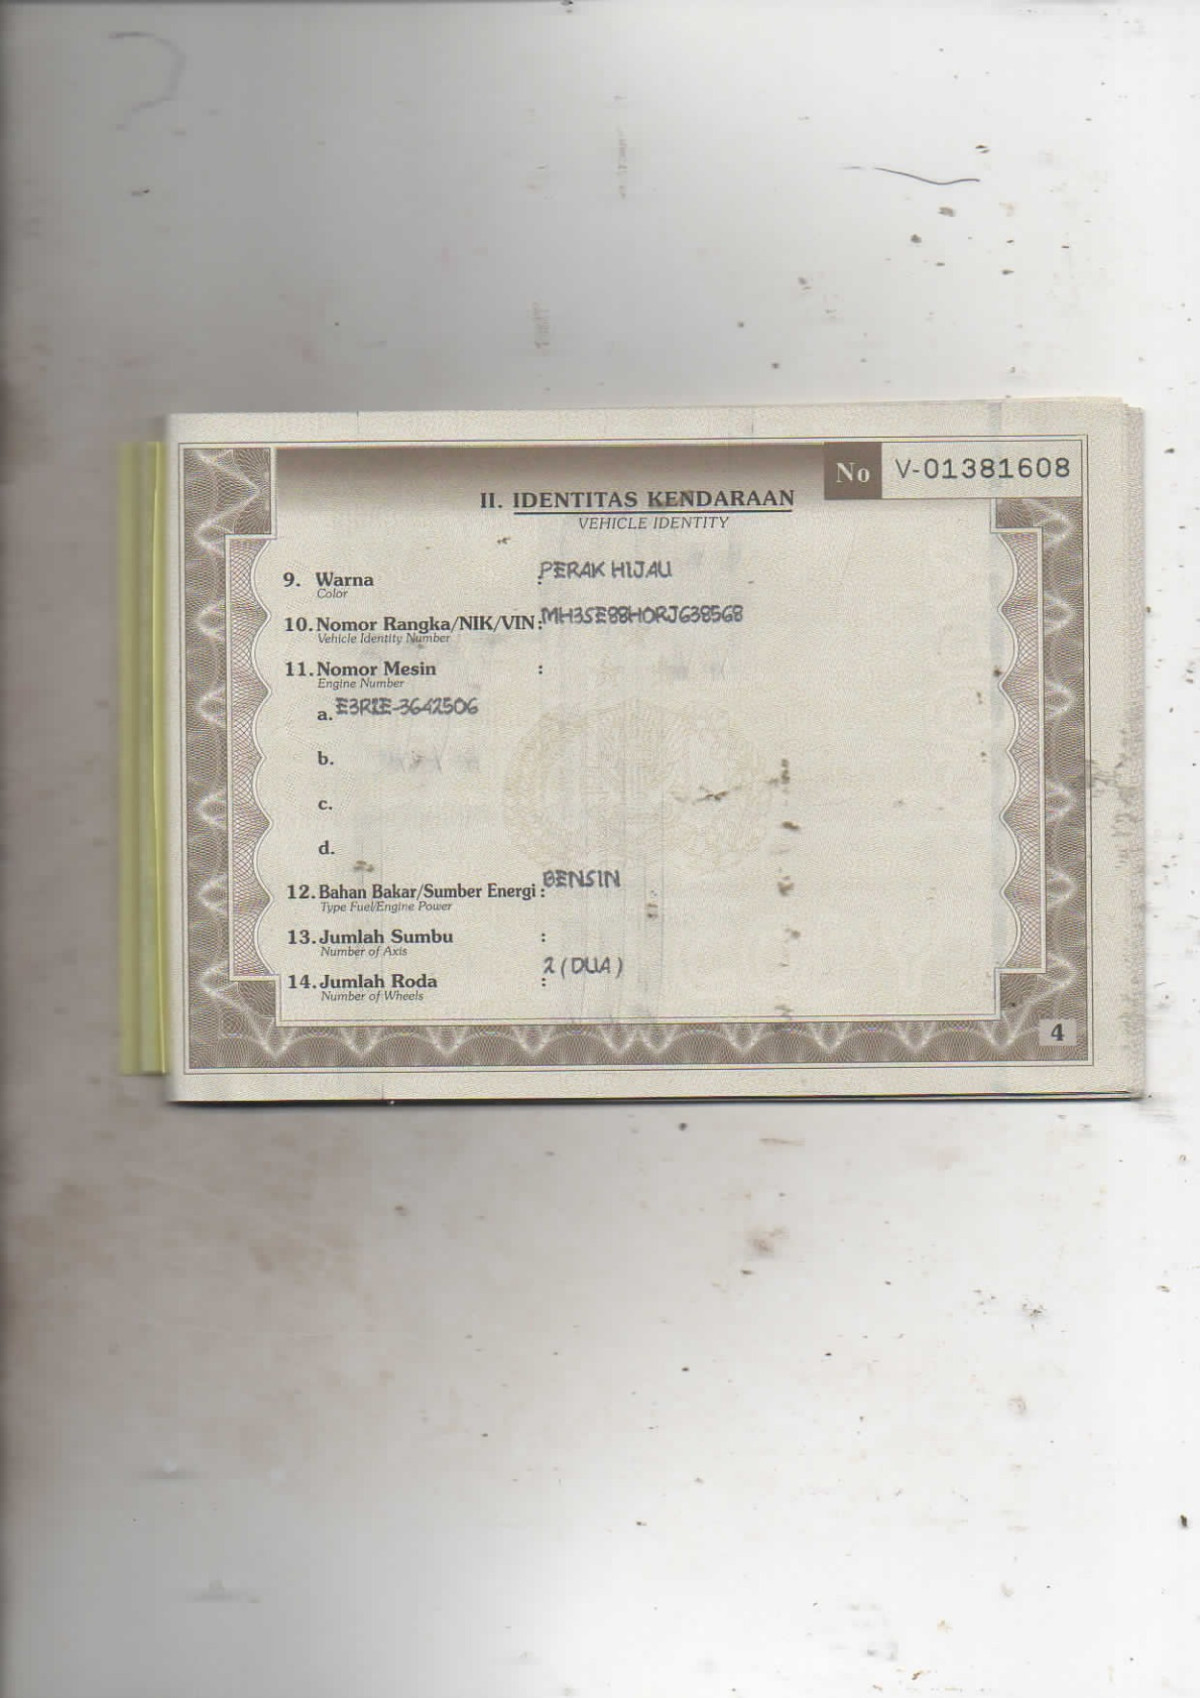 No V-01381608
II. IDENTITAS KENDARAAN
VEHICLE IDENTITY
9. Warna : PERAK HIJAU
Color
10. Nomor Rangka/NIK/VIN : MH3SE88H0RJ638568
Vehicle Identity Number
11. Nomor Mesin :
Engine Number
a. E3R2E-3642506
b.
c.
d.
12. Bahan Bakar/Sumber Energi : BENSIN
Type Fuel/Engine Power
13. Jumlah Sumbu :
Number of Axis
14. Jumlah Roda : 2 (DUA)
Number of Wheels
4